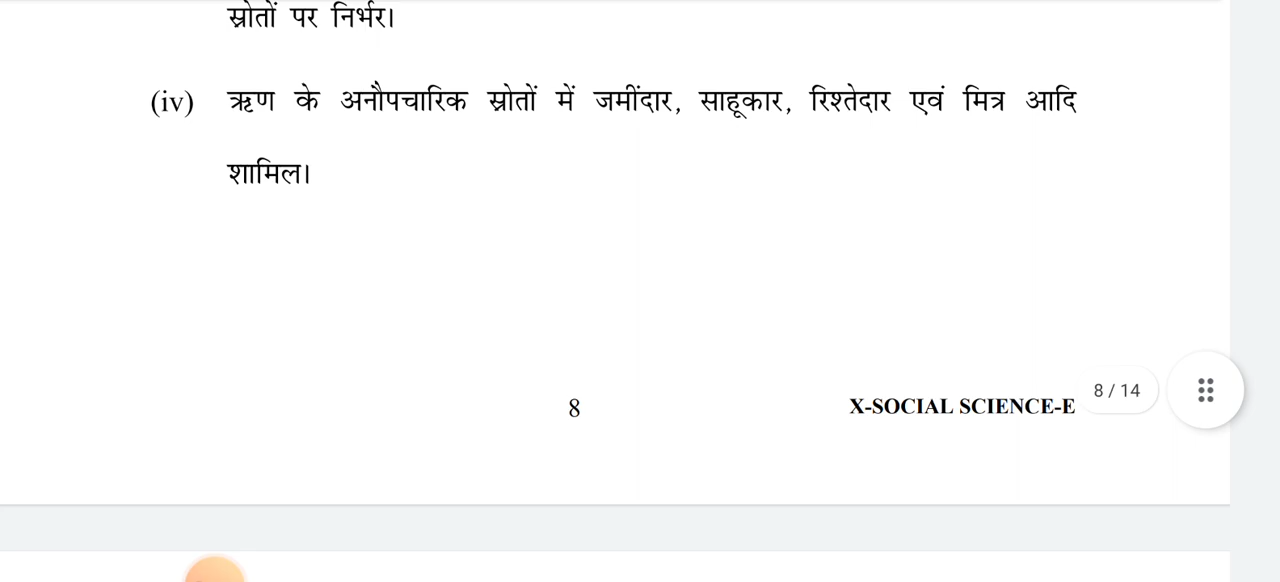 स्रोतों पर निर्भर।
(iv) ऋण के अनौपचारिक स्रोतों में जमींदार, साहूकार, रिश्तेदार एवं मित्र आदि
शामिल।
8 X-SOCIAL SCIENCE-E
8 / 14